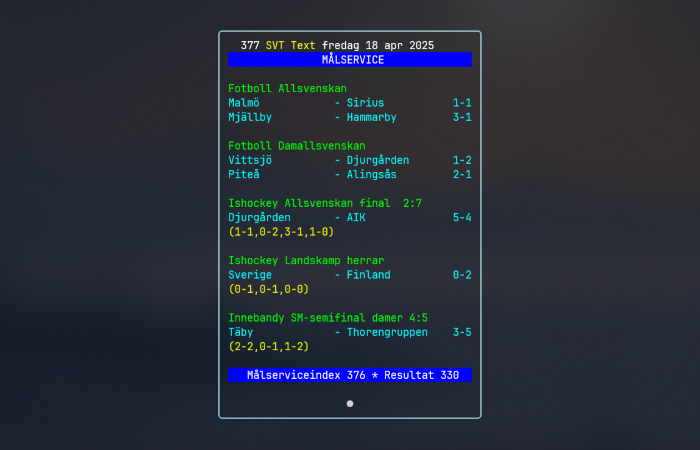 377 SVT Text fredag 18 apr 2025
MÅLSERVICE
Fotboll Allsvenskan
Malmö - Sirius 1-1
Mjällby - Hammarby 3-1
Fotboll Damallsvenskan
Vittsjö - Djurgården 1-2
Piteå - Alingsås 2-1
Ishockey Allsvenskan final 2:7
Djurgården - AIK 5-4
(1-1,0-2,3-1,1-0)
Ishockey Landskamp herrar
Sverige - Finland 0-2
(0-1,0-1,0-0)
Innebandy SM-semifinal damer 4:5
Täby - Thorengruppen 3-5
(2-2,0-1,1-2)
Målserviceindex 376 * Resultat 330